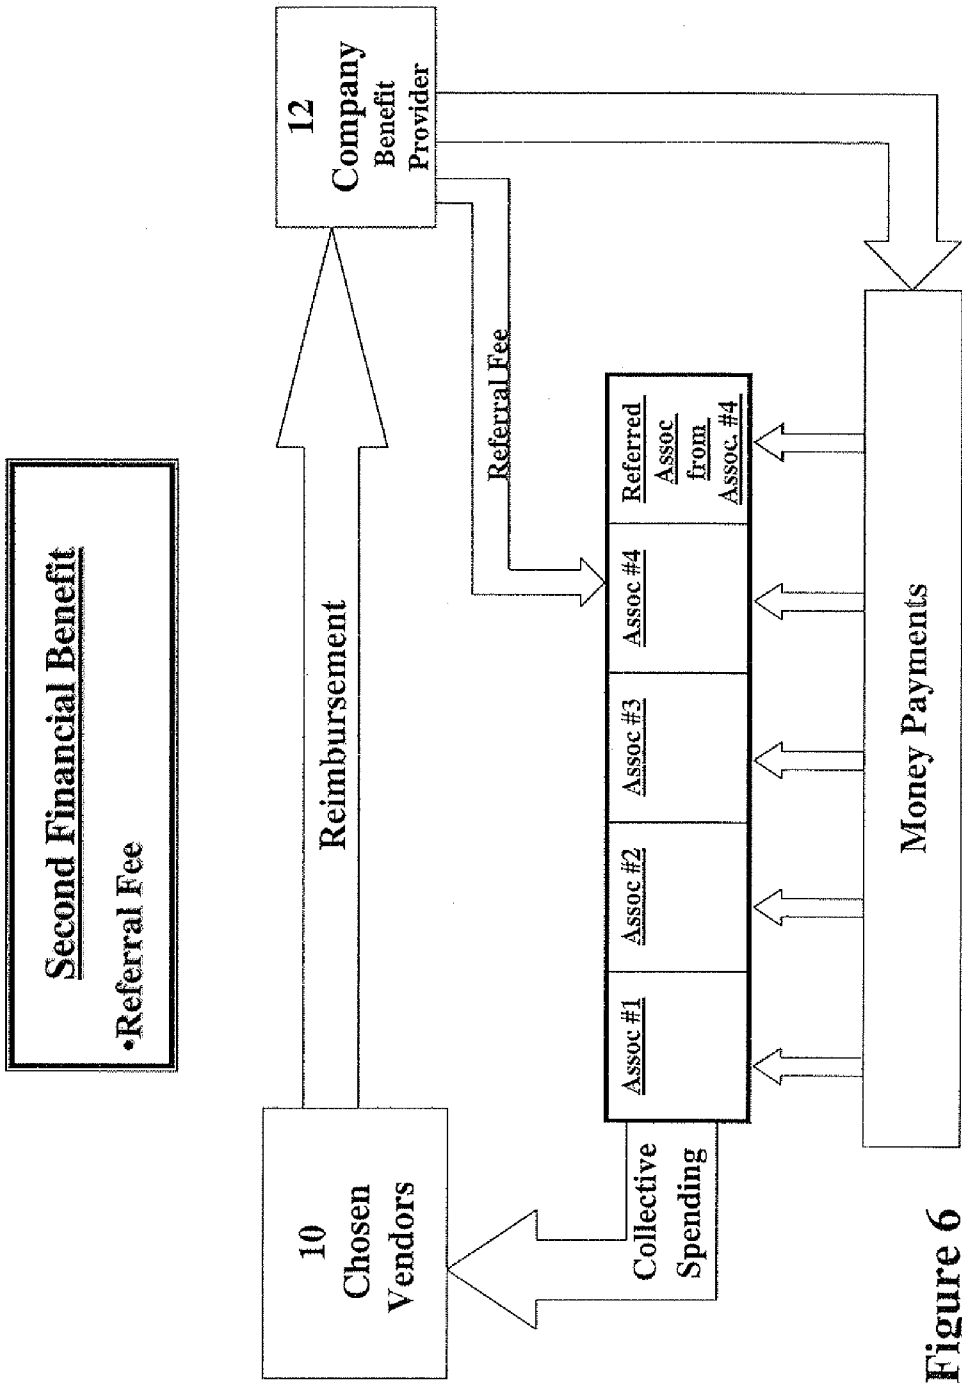 Second Financial Benefit
•Referral Fee
10
Chosen
Vendors
Reimbursement
12
Company
Benefit
Provider
Referral Fee
Collective
Spending
Assoc #1
Assoc #2
Assoc #3
Assoc #4
Referred
Assoc
from
Assoc. #4
Money Payments
Figure 6